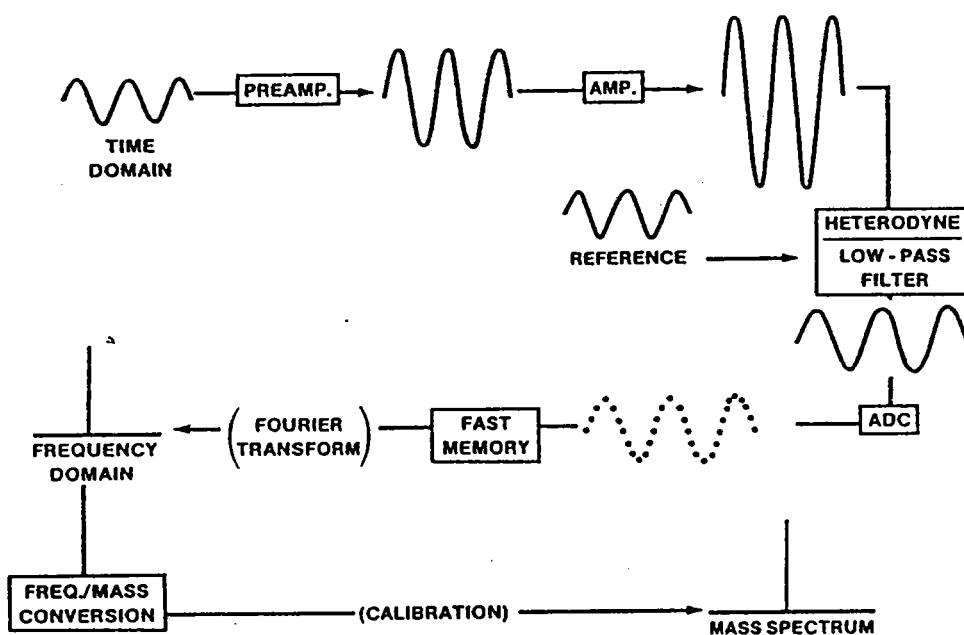 PREAMP.
AMP.
TIME
DOMAIN
REFERENCE
HETERODYNE
LOW - PASS
FILTER
ADC
FAST
MEMORY
(FOURIER
TRANSFORM)
FREQUENCY
DOMAIN
FREQ./MASS
CONVERSION
(CALIBRATION)
MASS SPECTRUM